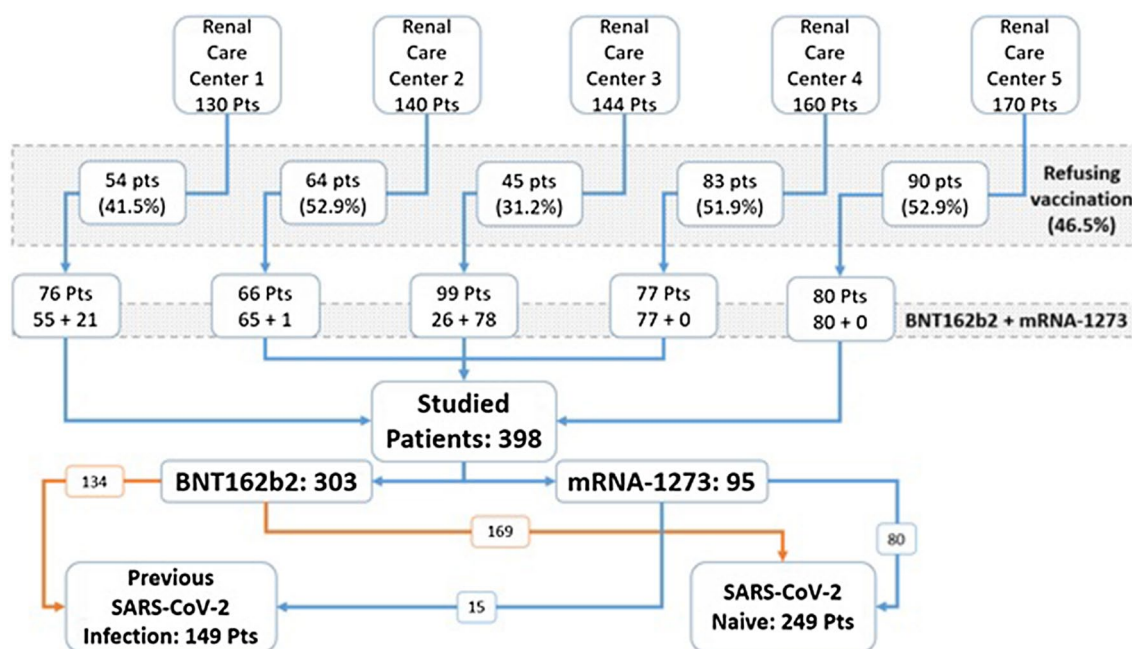 Renal
Care
Center 1
130 Pts
Renal
Care
Center 2
140 Pts
Renal
Care
Center 3
144 Pts
Renal
Care
Center 4
160 Pts
Renal
Care
Center 5
170 Pts
54 pts
(41.5%)
64 pts
(52.9%)
45 pts
(31.2%)
83 pts
(51.9%)
90 pts
(52.9%)
Refusing
vaccination
(46.5%)
76 Pts
55 + 21
66 Pts
65 + 1
99 Pts
26 + 78
77 Pts
77 + 0
80 Pts
80 + 0
BNT162b2 + mRNA-1273
Studied
Patients: 398
134
BNT162b2: 303
mRNA-1273: 95
169
80
Previous
SARS-CoV-2
Infection: 149 Pts
15
SARS-CoV-2
Naive: 249 Pts